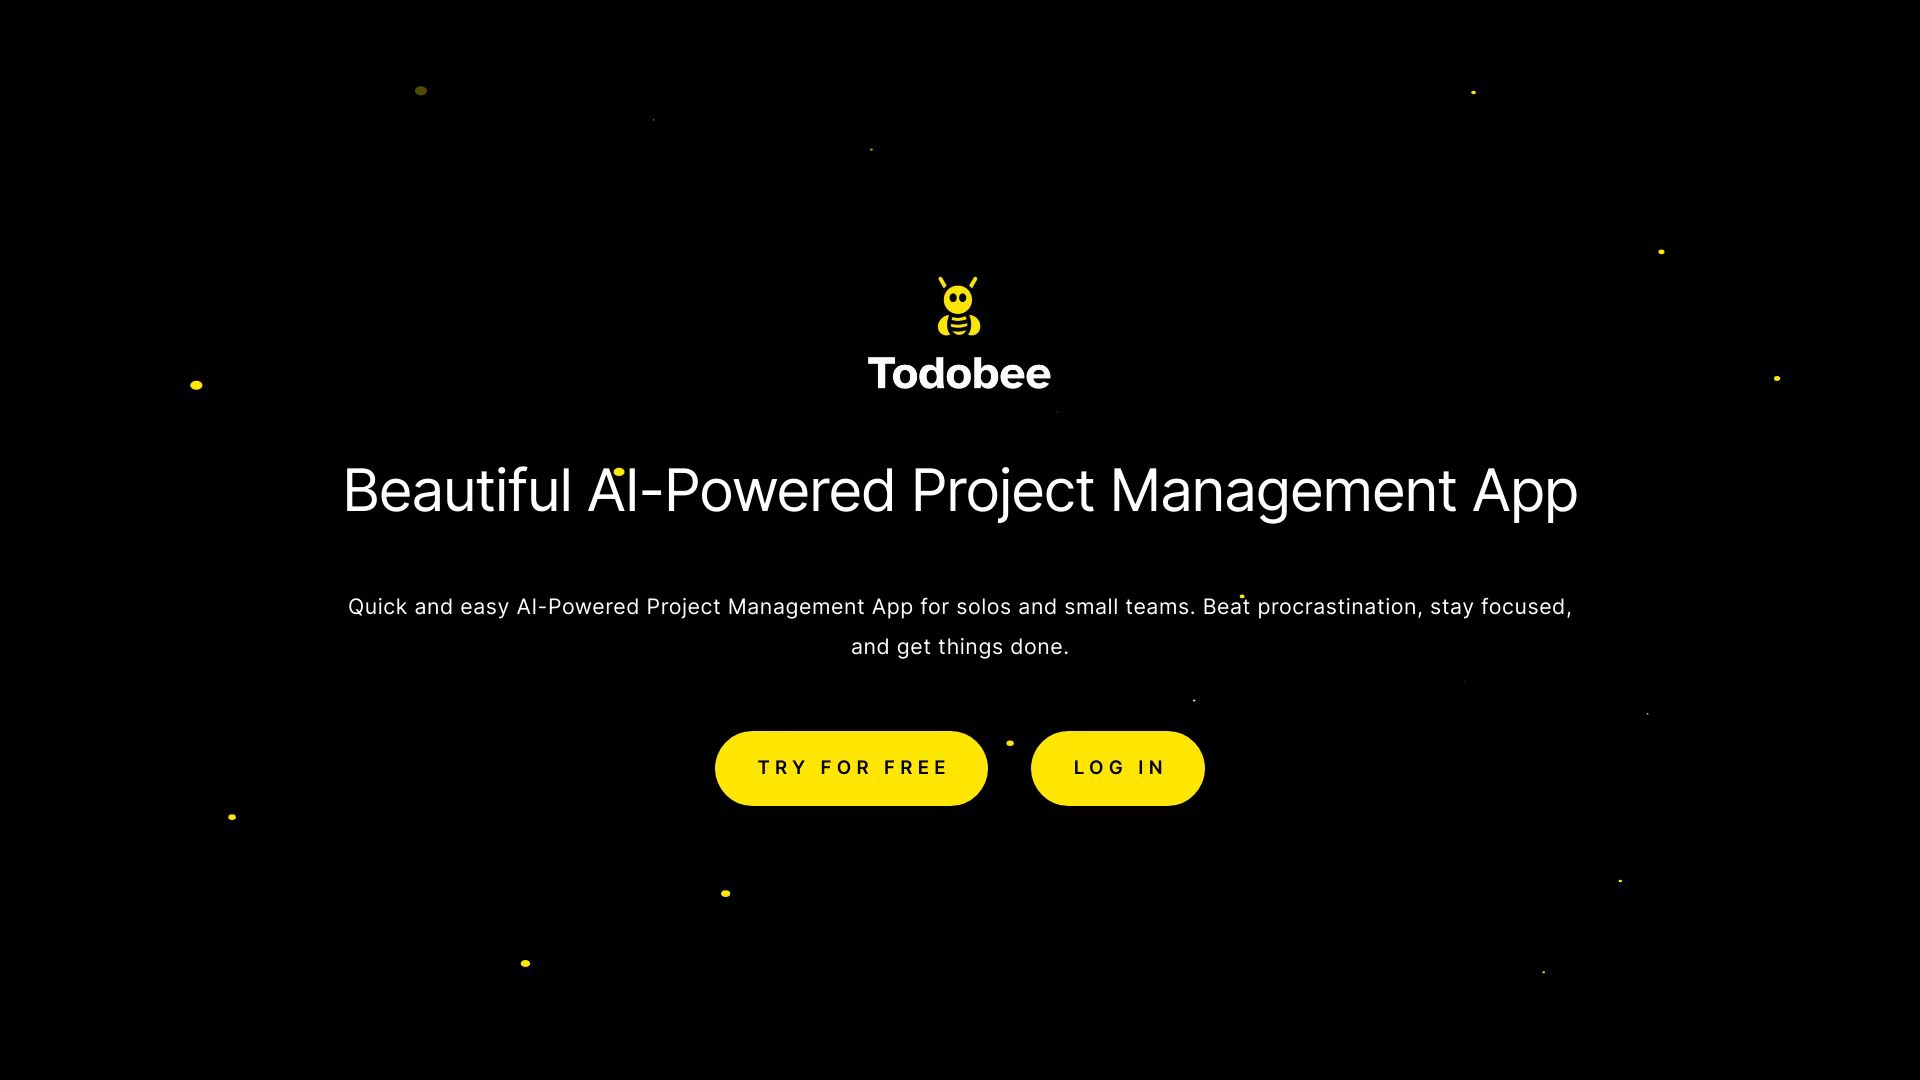 Todobee
Beautiful AI-Powered Project Management App
Quick and easy AI-Powered Project Management App for solos and small teams. Beat procrastination, stay focused,
and get things done.
TRY FOR FREE
LOG IN